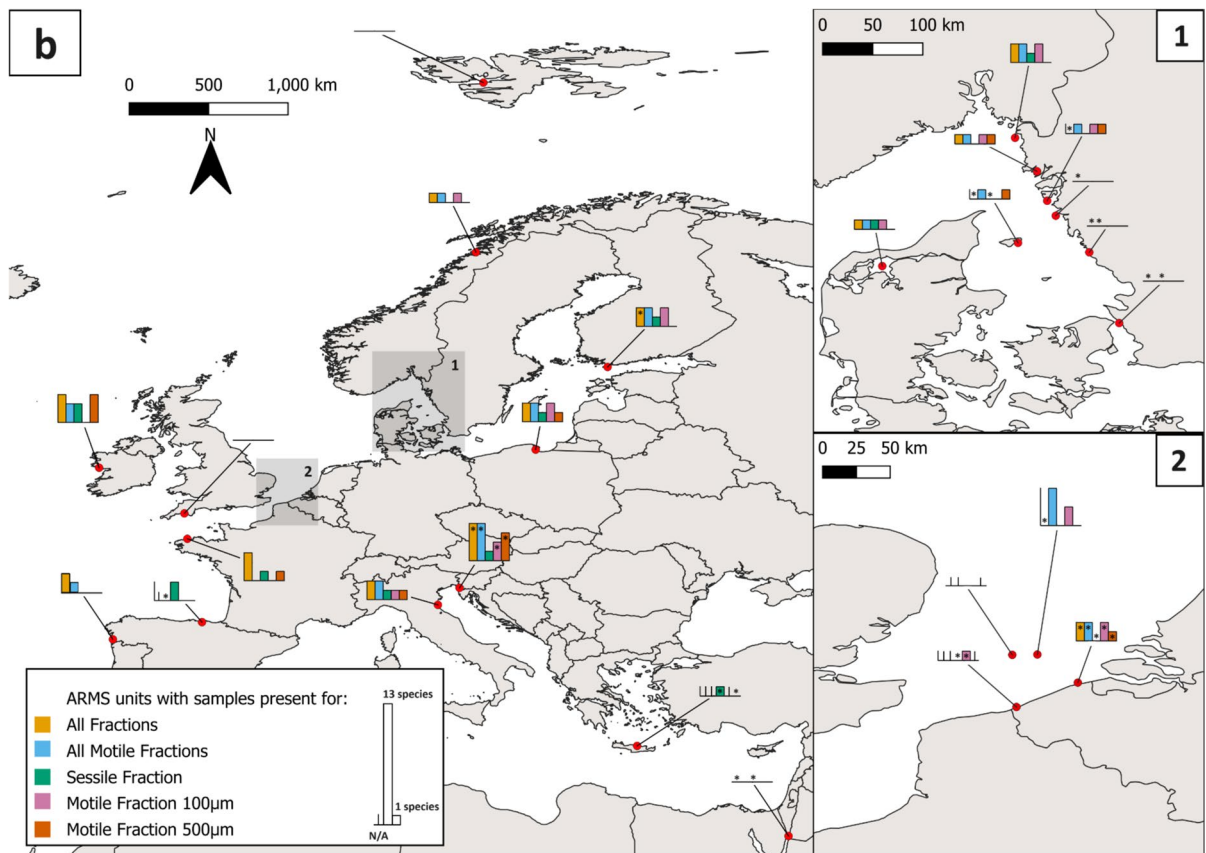 b
0 500 1,000 km
N
1
2
ARMS units with samples present for:
All Fractions
All Motile Fractions
Sessile Fraction
Motile Fraction 100µm
Motile Fraction 500µm
13 species
1 species
N/A
0 50 100 km
1
0 25 50 km
2